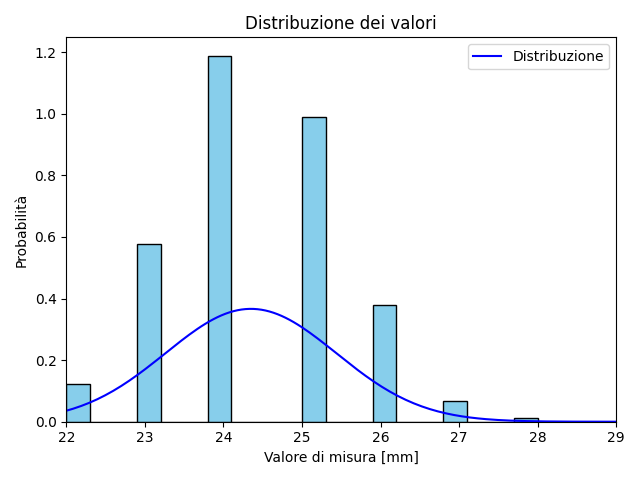 Distribuzione dei valori
Distribuzione
Probabilità
1.2
1.0
0.8
0.6
0.4
0.2
0.0
22 23 24 25 26 27 28 29
Valore di misura [mm]